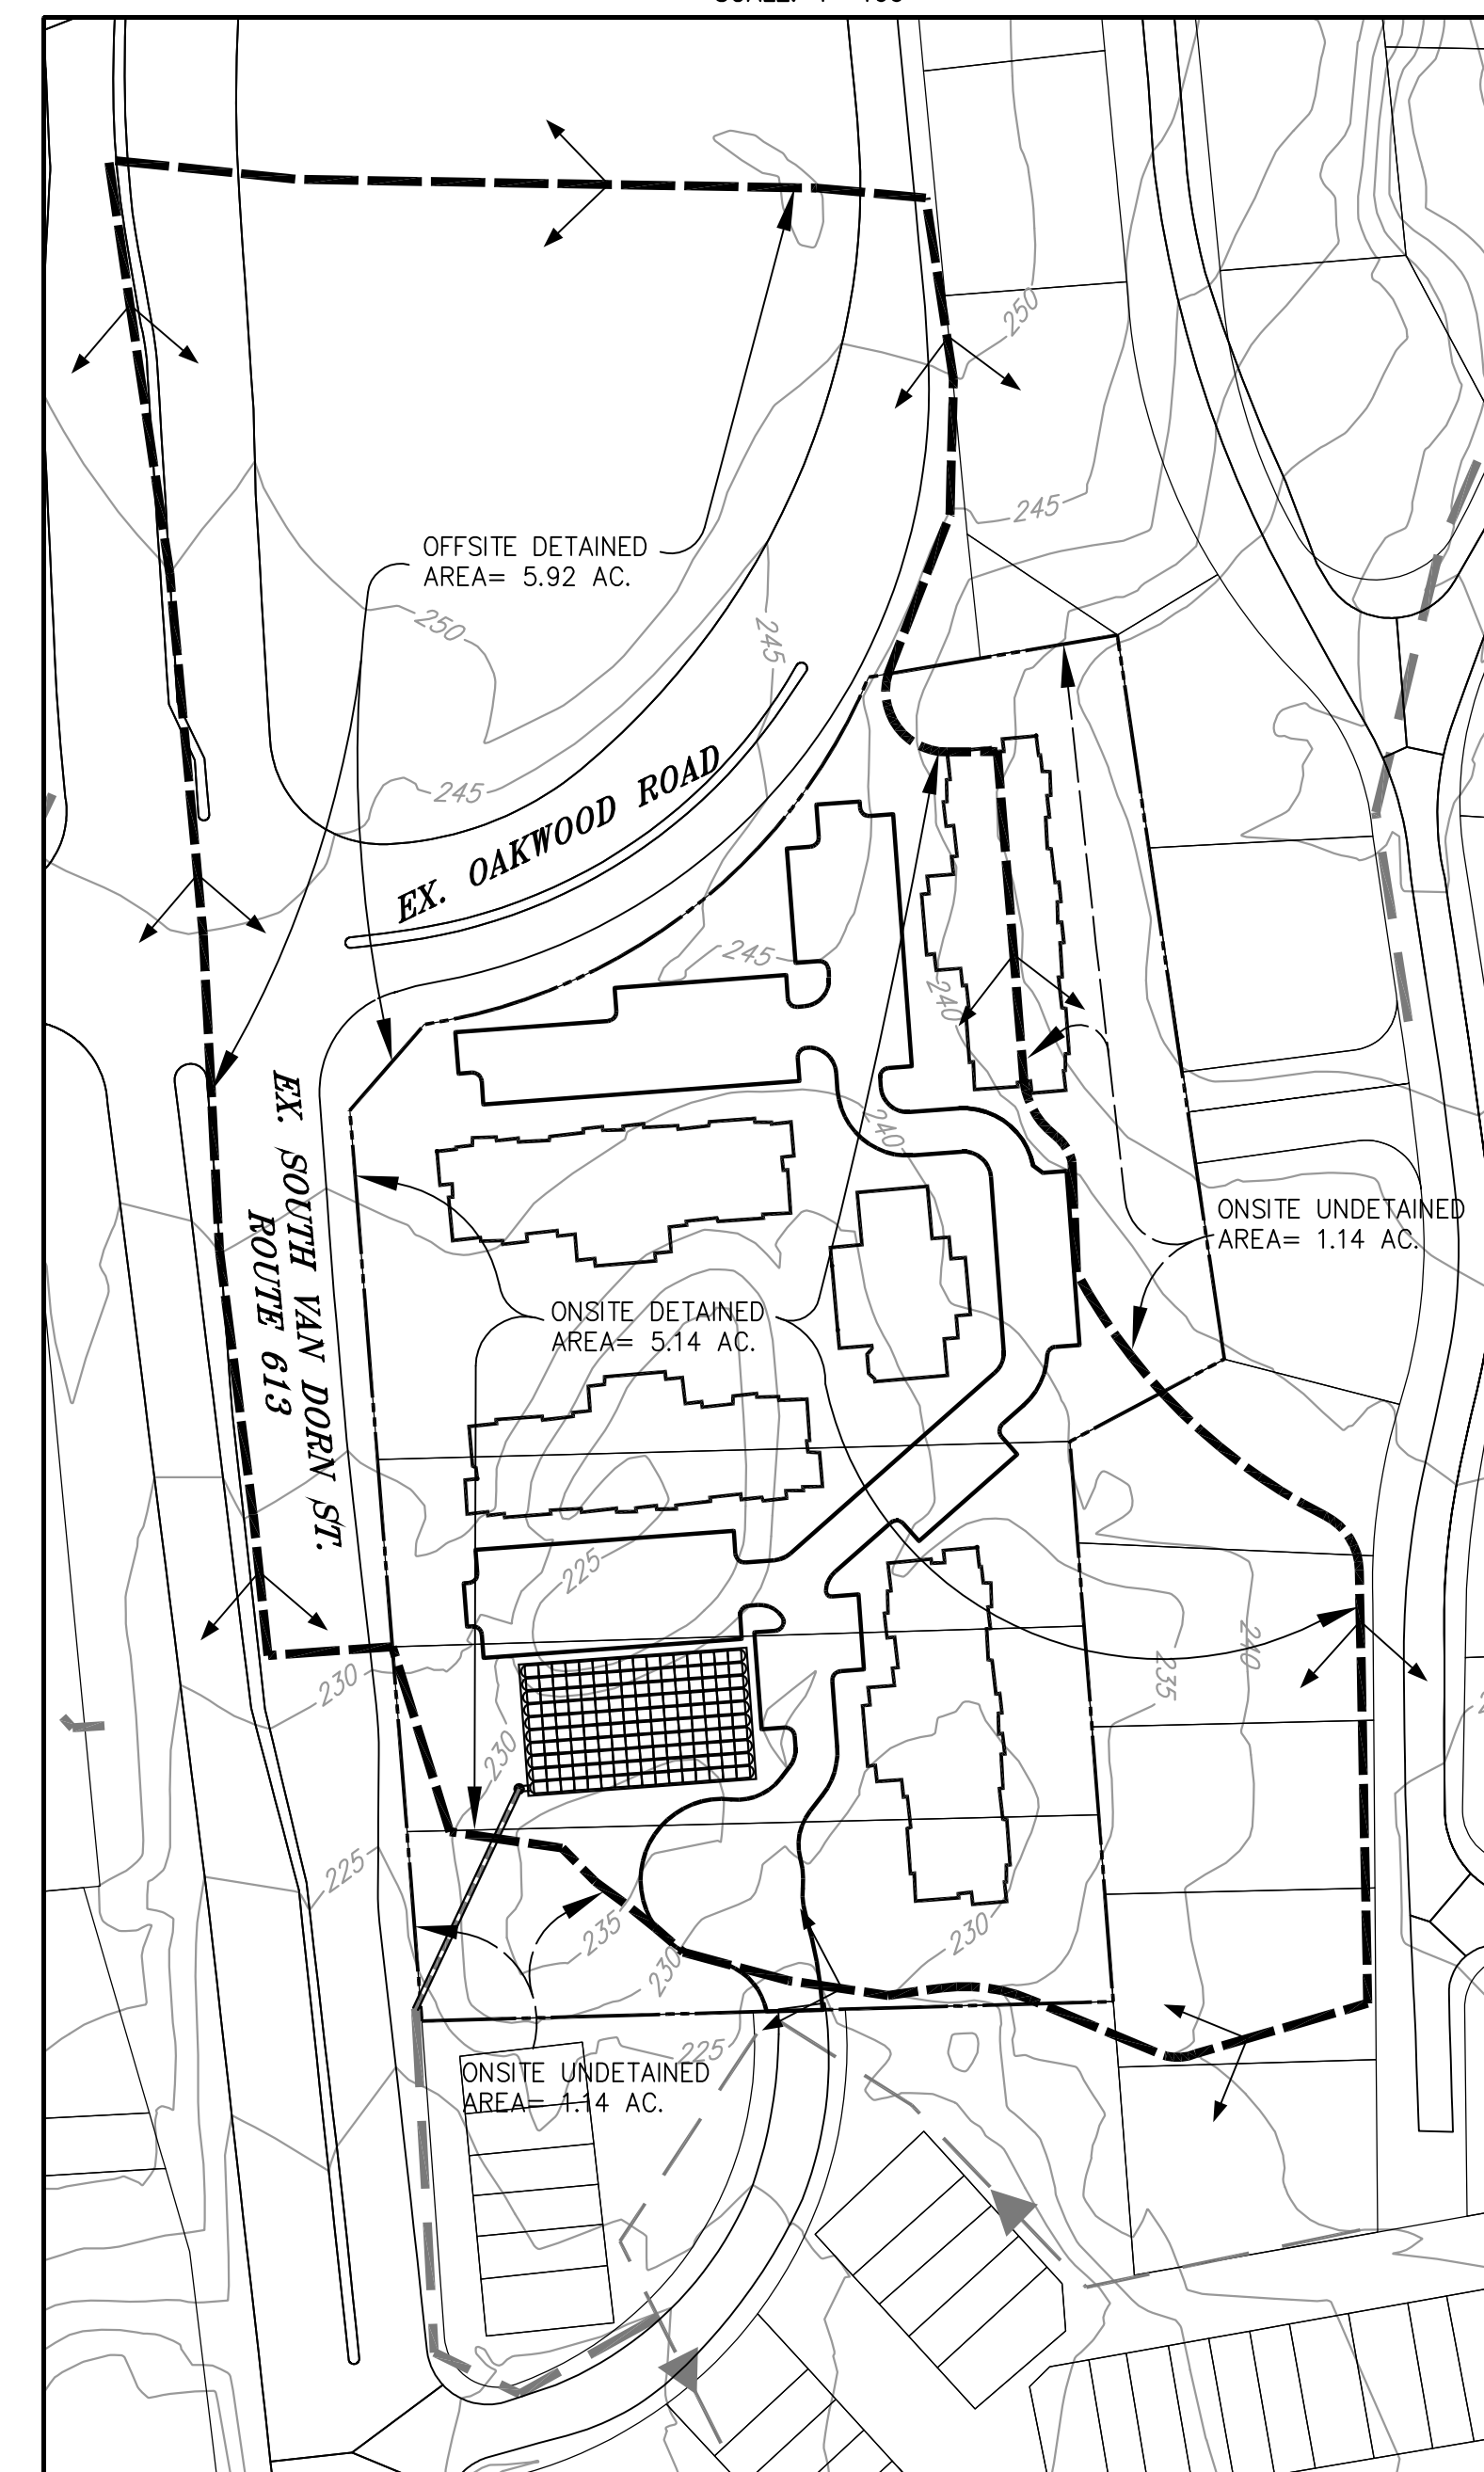 250
245
OFFSITE DETAINED
AREA= 5.92 AC.
250
245
245
EX. OAKWOOD ROAD
245
240
EX. SOUTH VAN DORN ST.
ROUTE 613
240
ONSITE UNDETAINED
AREA= 1.14 AC.
ONSITE DETAINED
AREA= 5.14 AC.
225
240
235
230
230
225
235
230
230
225
ONSITE UNDETAINED
AREA= 1.14 AC.